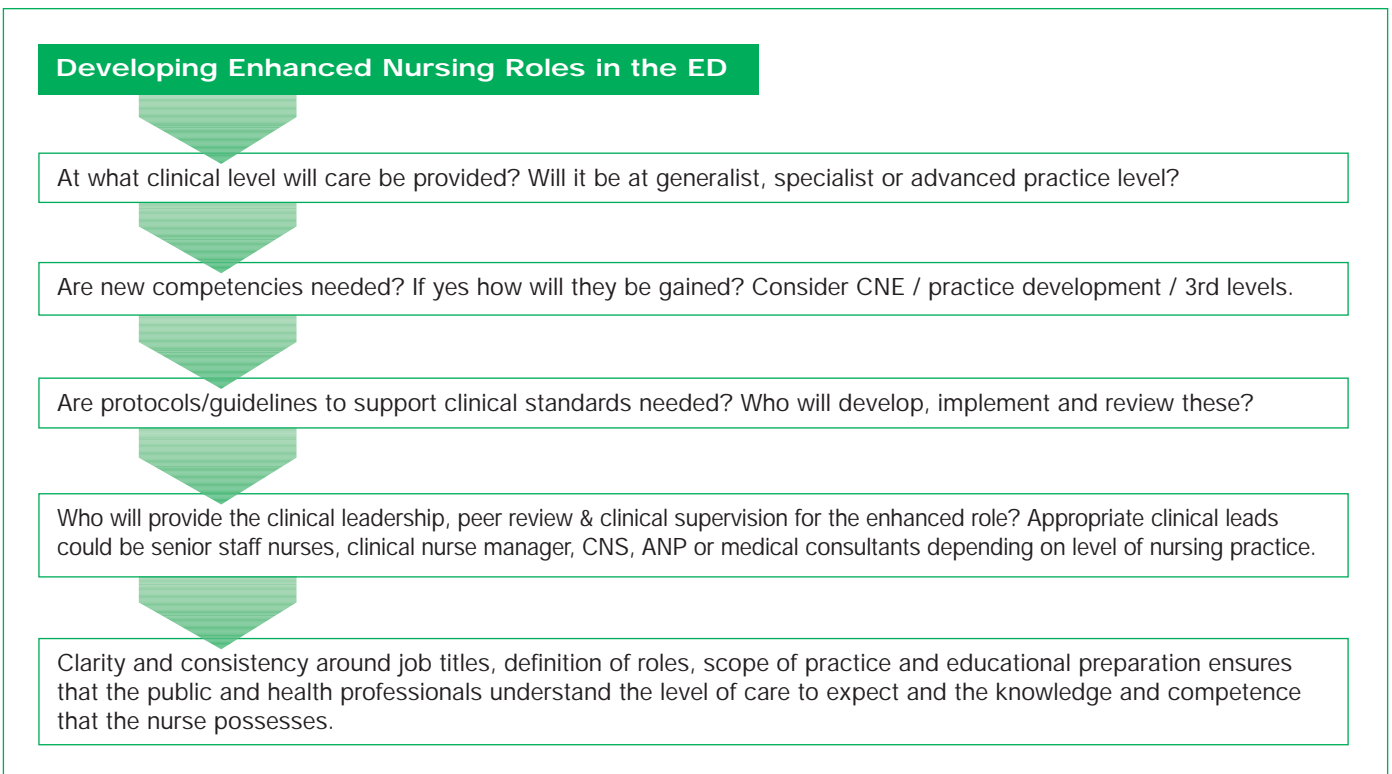 Developing Enhanced Nursing Roles in the ED
At what clinical level will care be provided? Will it be at generalist, specialist or advanced practice level?
Are new competencies needed? If yes how will they be gained? Consider CNE / practice development / 3rd levels.
Are protocols/guidelines to support clinical standards needed? Who will develop, implement and review these?
Who will provide the clinical leadership, peer review & clinical supervision for the enhanced role? Appropriate clinical leads
could be senior staff nurses, clinical nurse manager, CNS, ANP or medical consultants depending on level of nursing practice.
Clarity and consistency around job titles, definition of roles, scope of practice and educational preparation ensures
that the public and health professionals understand the level of care to expect and the knowledge and competence
that the nurse possesses.